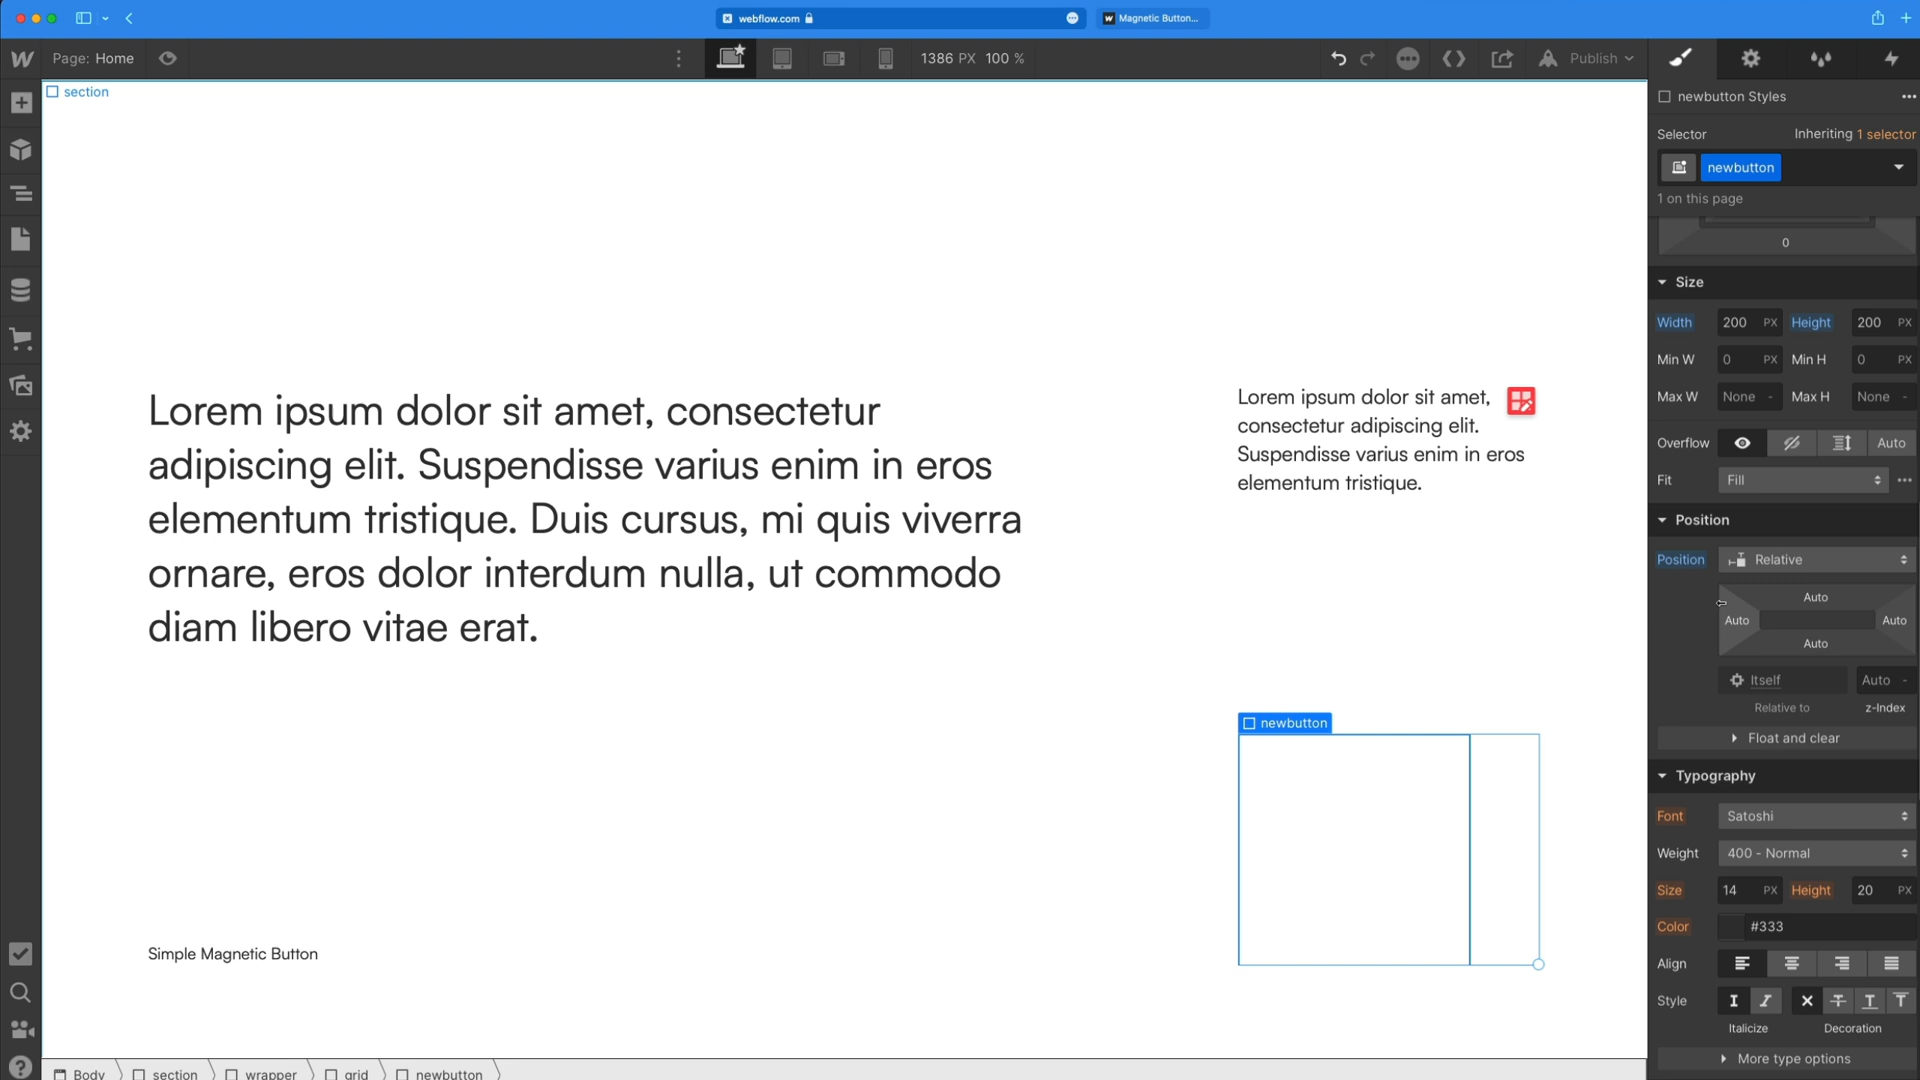 webflow.com
Magnetic Button...
Page: Home
1386 PX 100 %
Publish
section
newbutton Styles
Selector
Inheriting 1 selector
newbutton
1 on this page
0
Size
Width 200 PX Height 200 PX
Min W 0 PX Min H 0 PX
Max W None - Max H None -
Overflow Auto
Fit Fill
Position
Position Relative
Auto
Auto Auto
Auto
Itself Auto -
Relative to z-Index
Float and clear
Typography
Font Satoshi
Weight 400 - Normal
Size 14 PX Height 20 PX
Color #333
Align
Style
Italicize Decoration
More type options
Lorem ipsum dolor sit amet, consectetur
adipiscing elit. Suspendisse varius enim in eros
elementum tristique. Duis cursus, mi quis viverra
ornare, eros dolor interdum nulla, ut commodo
diam libero vitae erat.
Lorem ipsum dolor sit amet,
consectetur adipiscing elit.
Suspendisse varius enim in eros
elementum tristique.
newbutton
Simple Magnetic Button
Body section wrapper grid newbutton